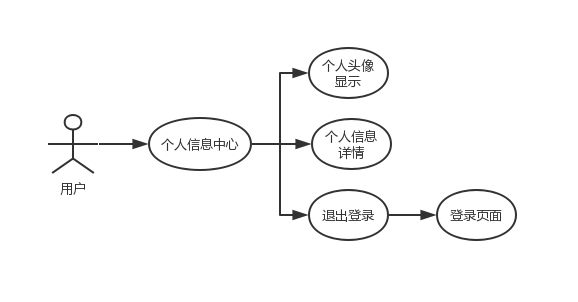 个人头像
显示
个人信息中心
个人信息
详情
用户
退出登录
登录页面